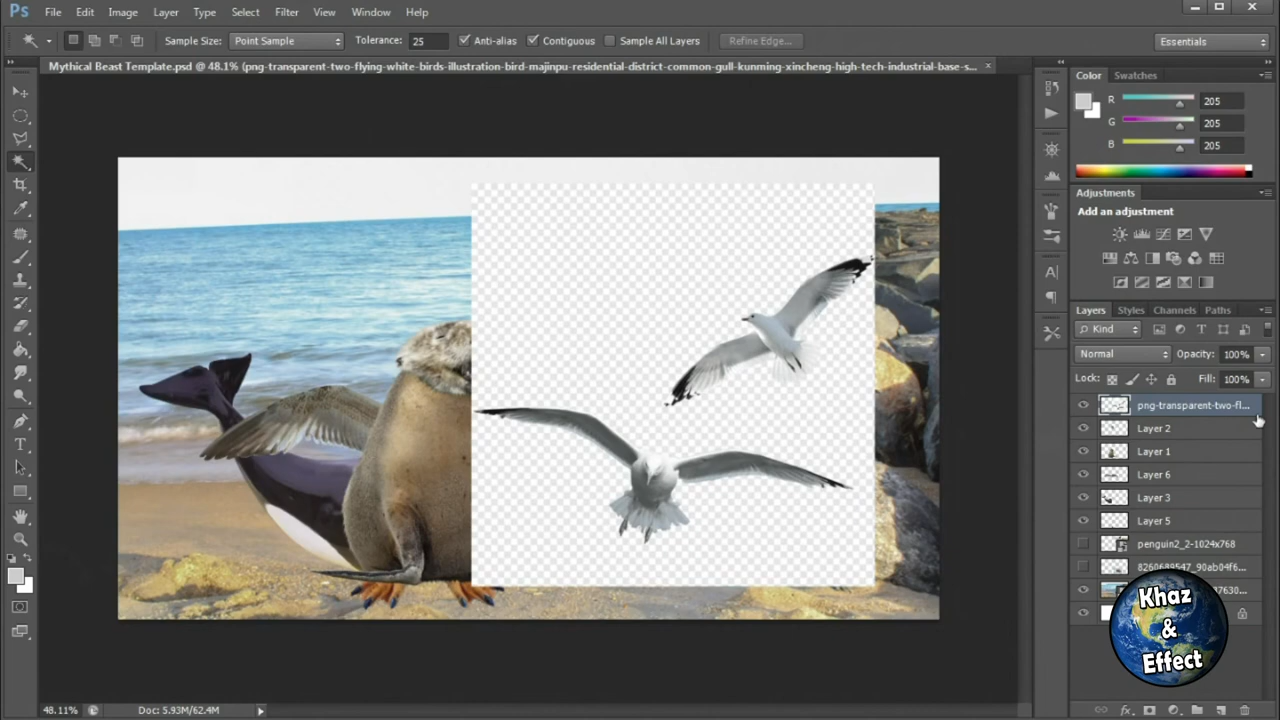 Ps File Edit Image Layer Type Select Filter View Window Help
Sample Size: Point Sample Tolerance: 25 Anti-alias Contiguous Sample All Layers Refine Edge... Essentials
Mythical Beast Template.psd @ 48.1% (png-transparent-two-flying-white-birds-illustration-bird-majinpu-residential-district-common-gull-kunming-xincheng-high-tech-industrial-base-s... ×
Color Swatches
R 205
G 205
B 205
Adjustments
Add an adjustment
Layers Styles Channels Paths
Kind
Normal Opacity: 100%
Lock: Fill: 100%
png-transparent-two-fl...
Layer 2
Layer 1
Layer 6
Layer 3
Layer 5
penguin2_2-1024x768
8260689547_90ab04f6...
7630...
Khaz
&
Effect
48.11% Doc: 5.93M/62.4M